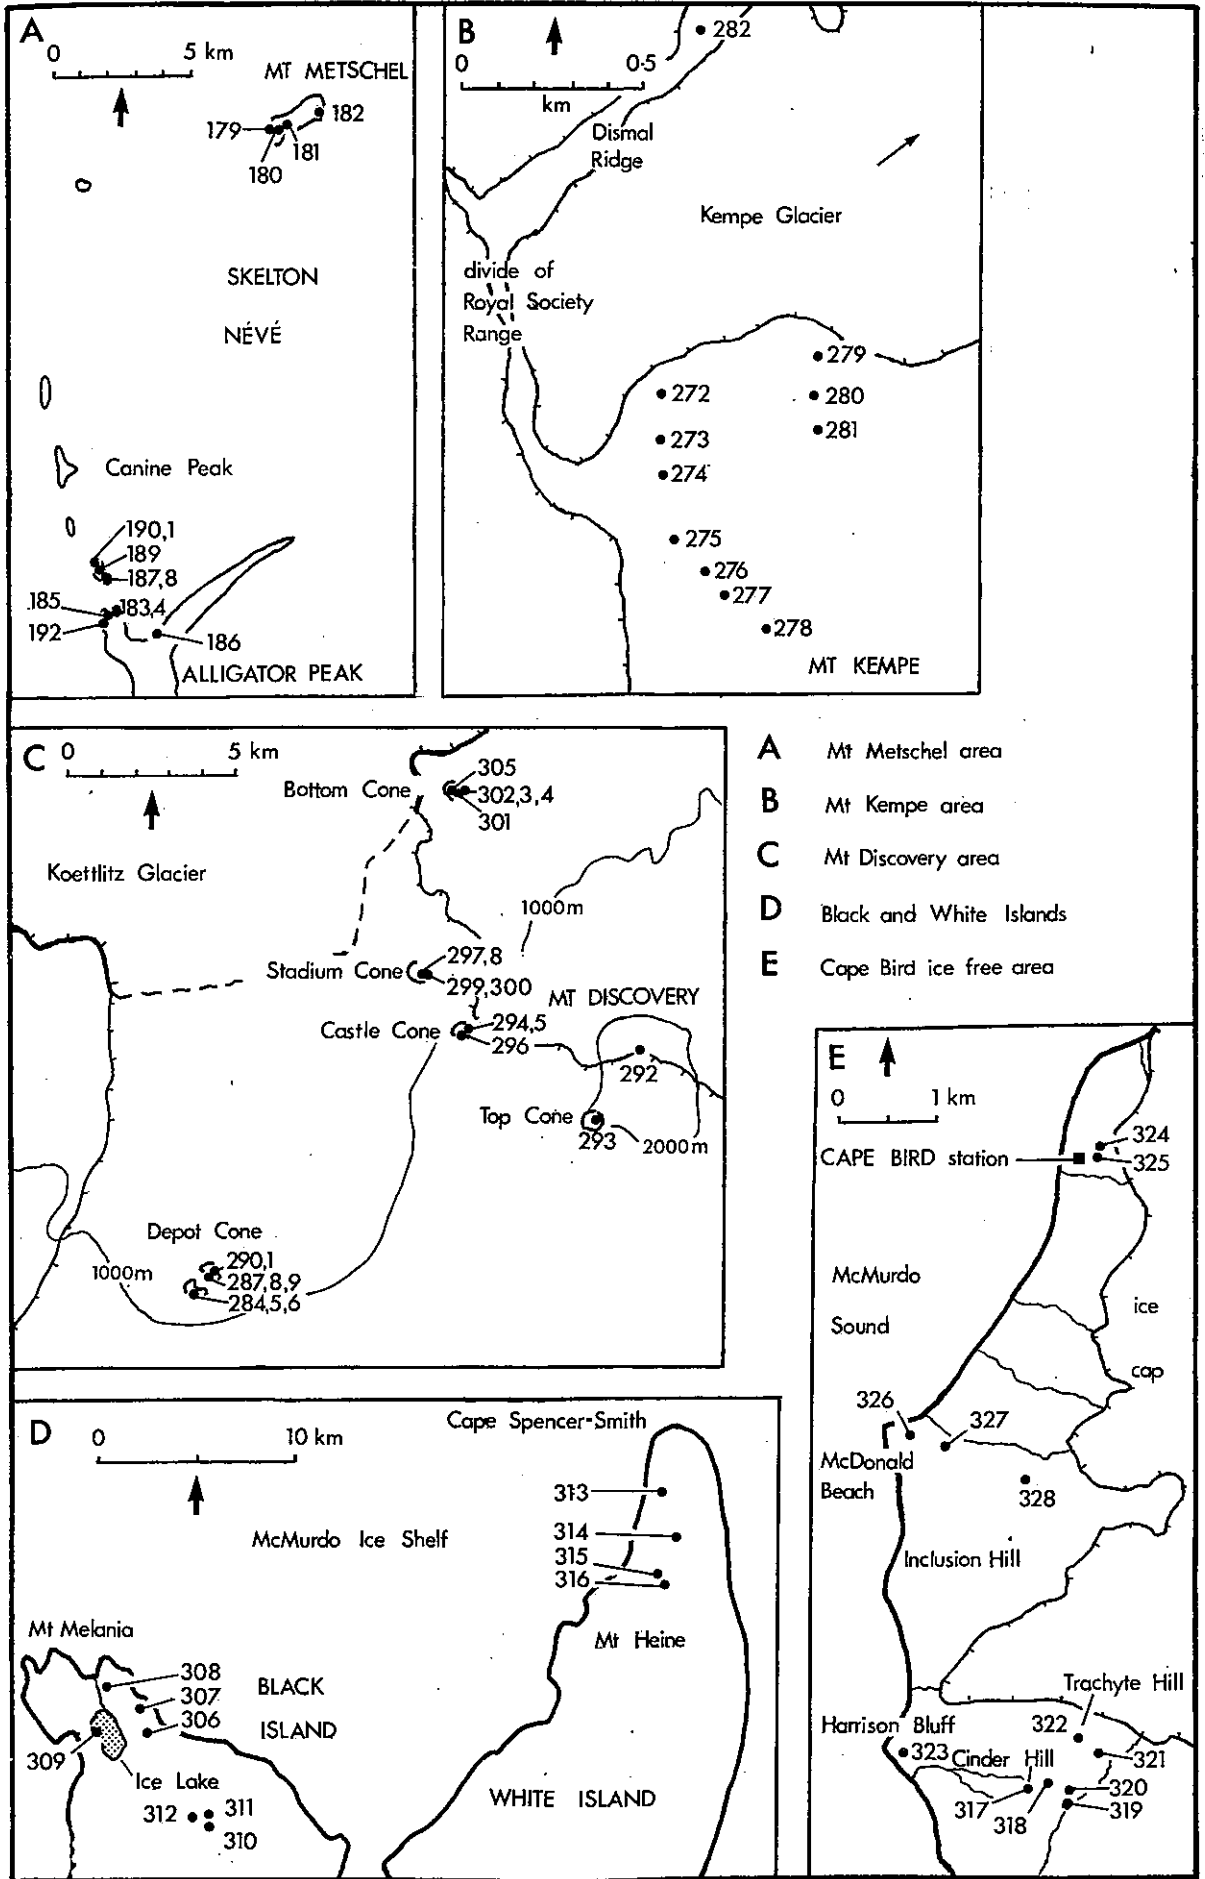 A
0 5 km
MT METSCHEL
179
182
181
180
SKELTON
NÉVÉ
Canine Peak
190,1
189
187,8
185
183,4
192
186
ALLIGATOR PEAK
B
282
0 0·5
km
Dismal
Ridge
Kempe Glacier
divide of
Royal Society
Range
279
272
280
281
273
274
275
276
277
278
MT KEMPE
C
0 5 km
Bottom Cone
305
302,3,4
301
Koettlitz Glacier
1000m
Stadium Cone
297,8
299,300
MT DISCOVERY
Castle Cone
294,5
296
292
Top Cone
293
2000m
Depot Cone
290,1
1000m
287,8,9
284,5,6
A Mt Metschel area
B Mt Kempe area
C Mt Discovery area
D Black and White Islands
E Cape Bird ice free area
D
0 10 km
Cape Spencer-Smith
313
McMurdo Ice Shelf
314
315
316
Mt Melania
Mt Heine
308
307
306
BLACK
ISLAND
309
Ice Lake
WHITE ISLAND
312
311
310
E
0 1 km
324
CAPE BIRD station
325
McMurdo
Sound
ice
cap
326
327
McDonald
Beach
328
Inclusion Hill
Trachyte Hill
Harrison Bluff
322
323
Cinder Hill
321
317
320
318
319